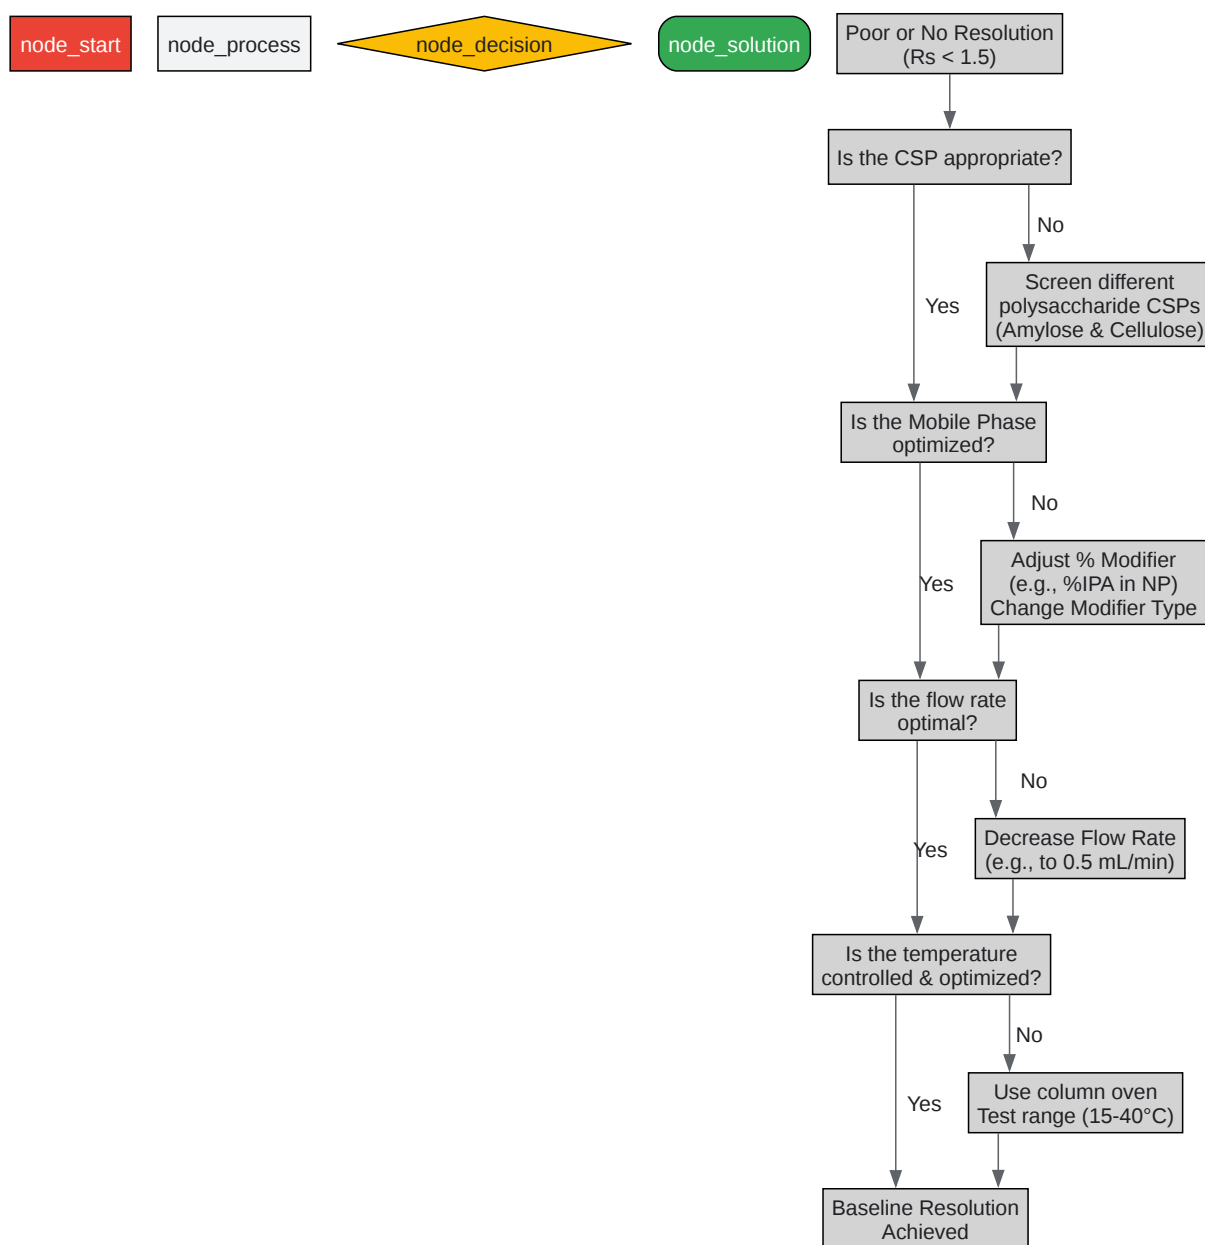 node_start
node_process
node_decision
node_solution
Poor or No Resolution
(Rs < 1.5)
Is the CSP appropriate?
No
Screen different
polysaccharide CSPs
(Amylose & Cellulose)
Yes
Is the Mobile Phase
optimized?
No
Adjust % Modifier
(e.g., %IPA in NP)
Change Modifier Type
Yes
Is the flow rate
optimal?
No
Decrease Flow Rate
(e.g., to 0.5 mL/min)
Yes
Is the temperature
controlled & optimized?
No
Use column oven
Test range (15-40°C)
Yes
Baseline Resolution
Achieved